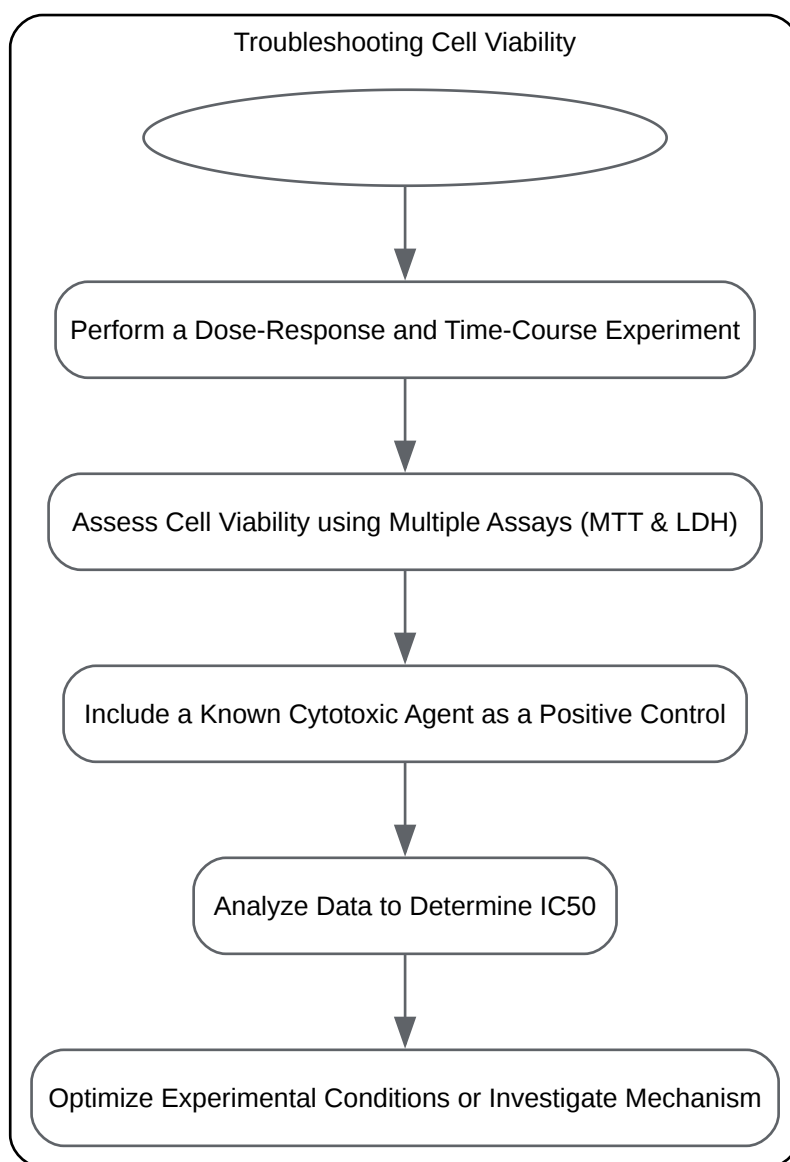 Troubleshooting Cell Viability
Perform a Dose-Response and Time-Course Experiment
Assess Cell Viability using Multiple Assays (MTT & LDH)
Include a Known Cytotoxic Agent as a Positive Control
Analyze Data to Determine IC50
Optimize Experimental Conditions or Investigate Mechanism